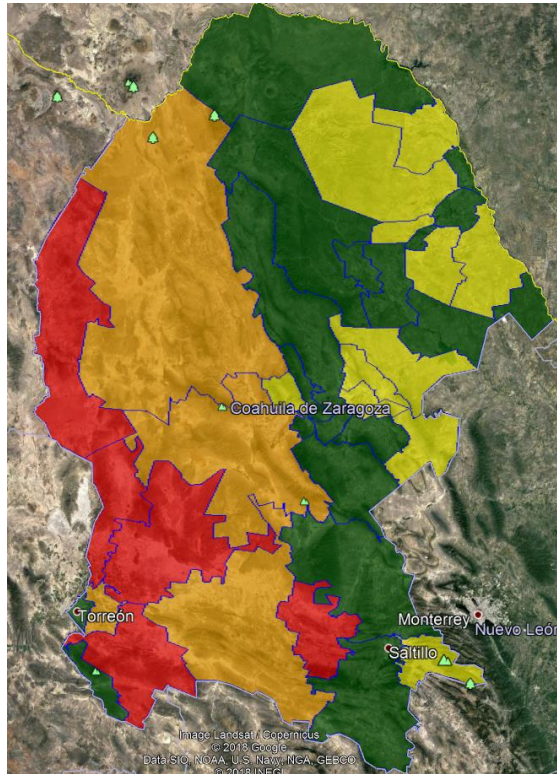 Coahuila de Zaragoza
Torreón
Monterrey
Nuevo León
Saltillo
Image Landsat / Copernicus
© 2018 Google
Data SIO, NOAA, U.S. Navy, NGA, GEBCO
© 2018 INEGI